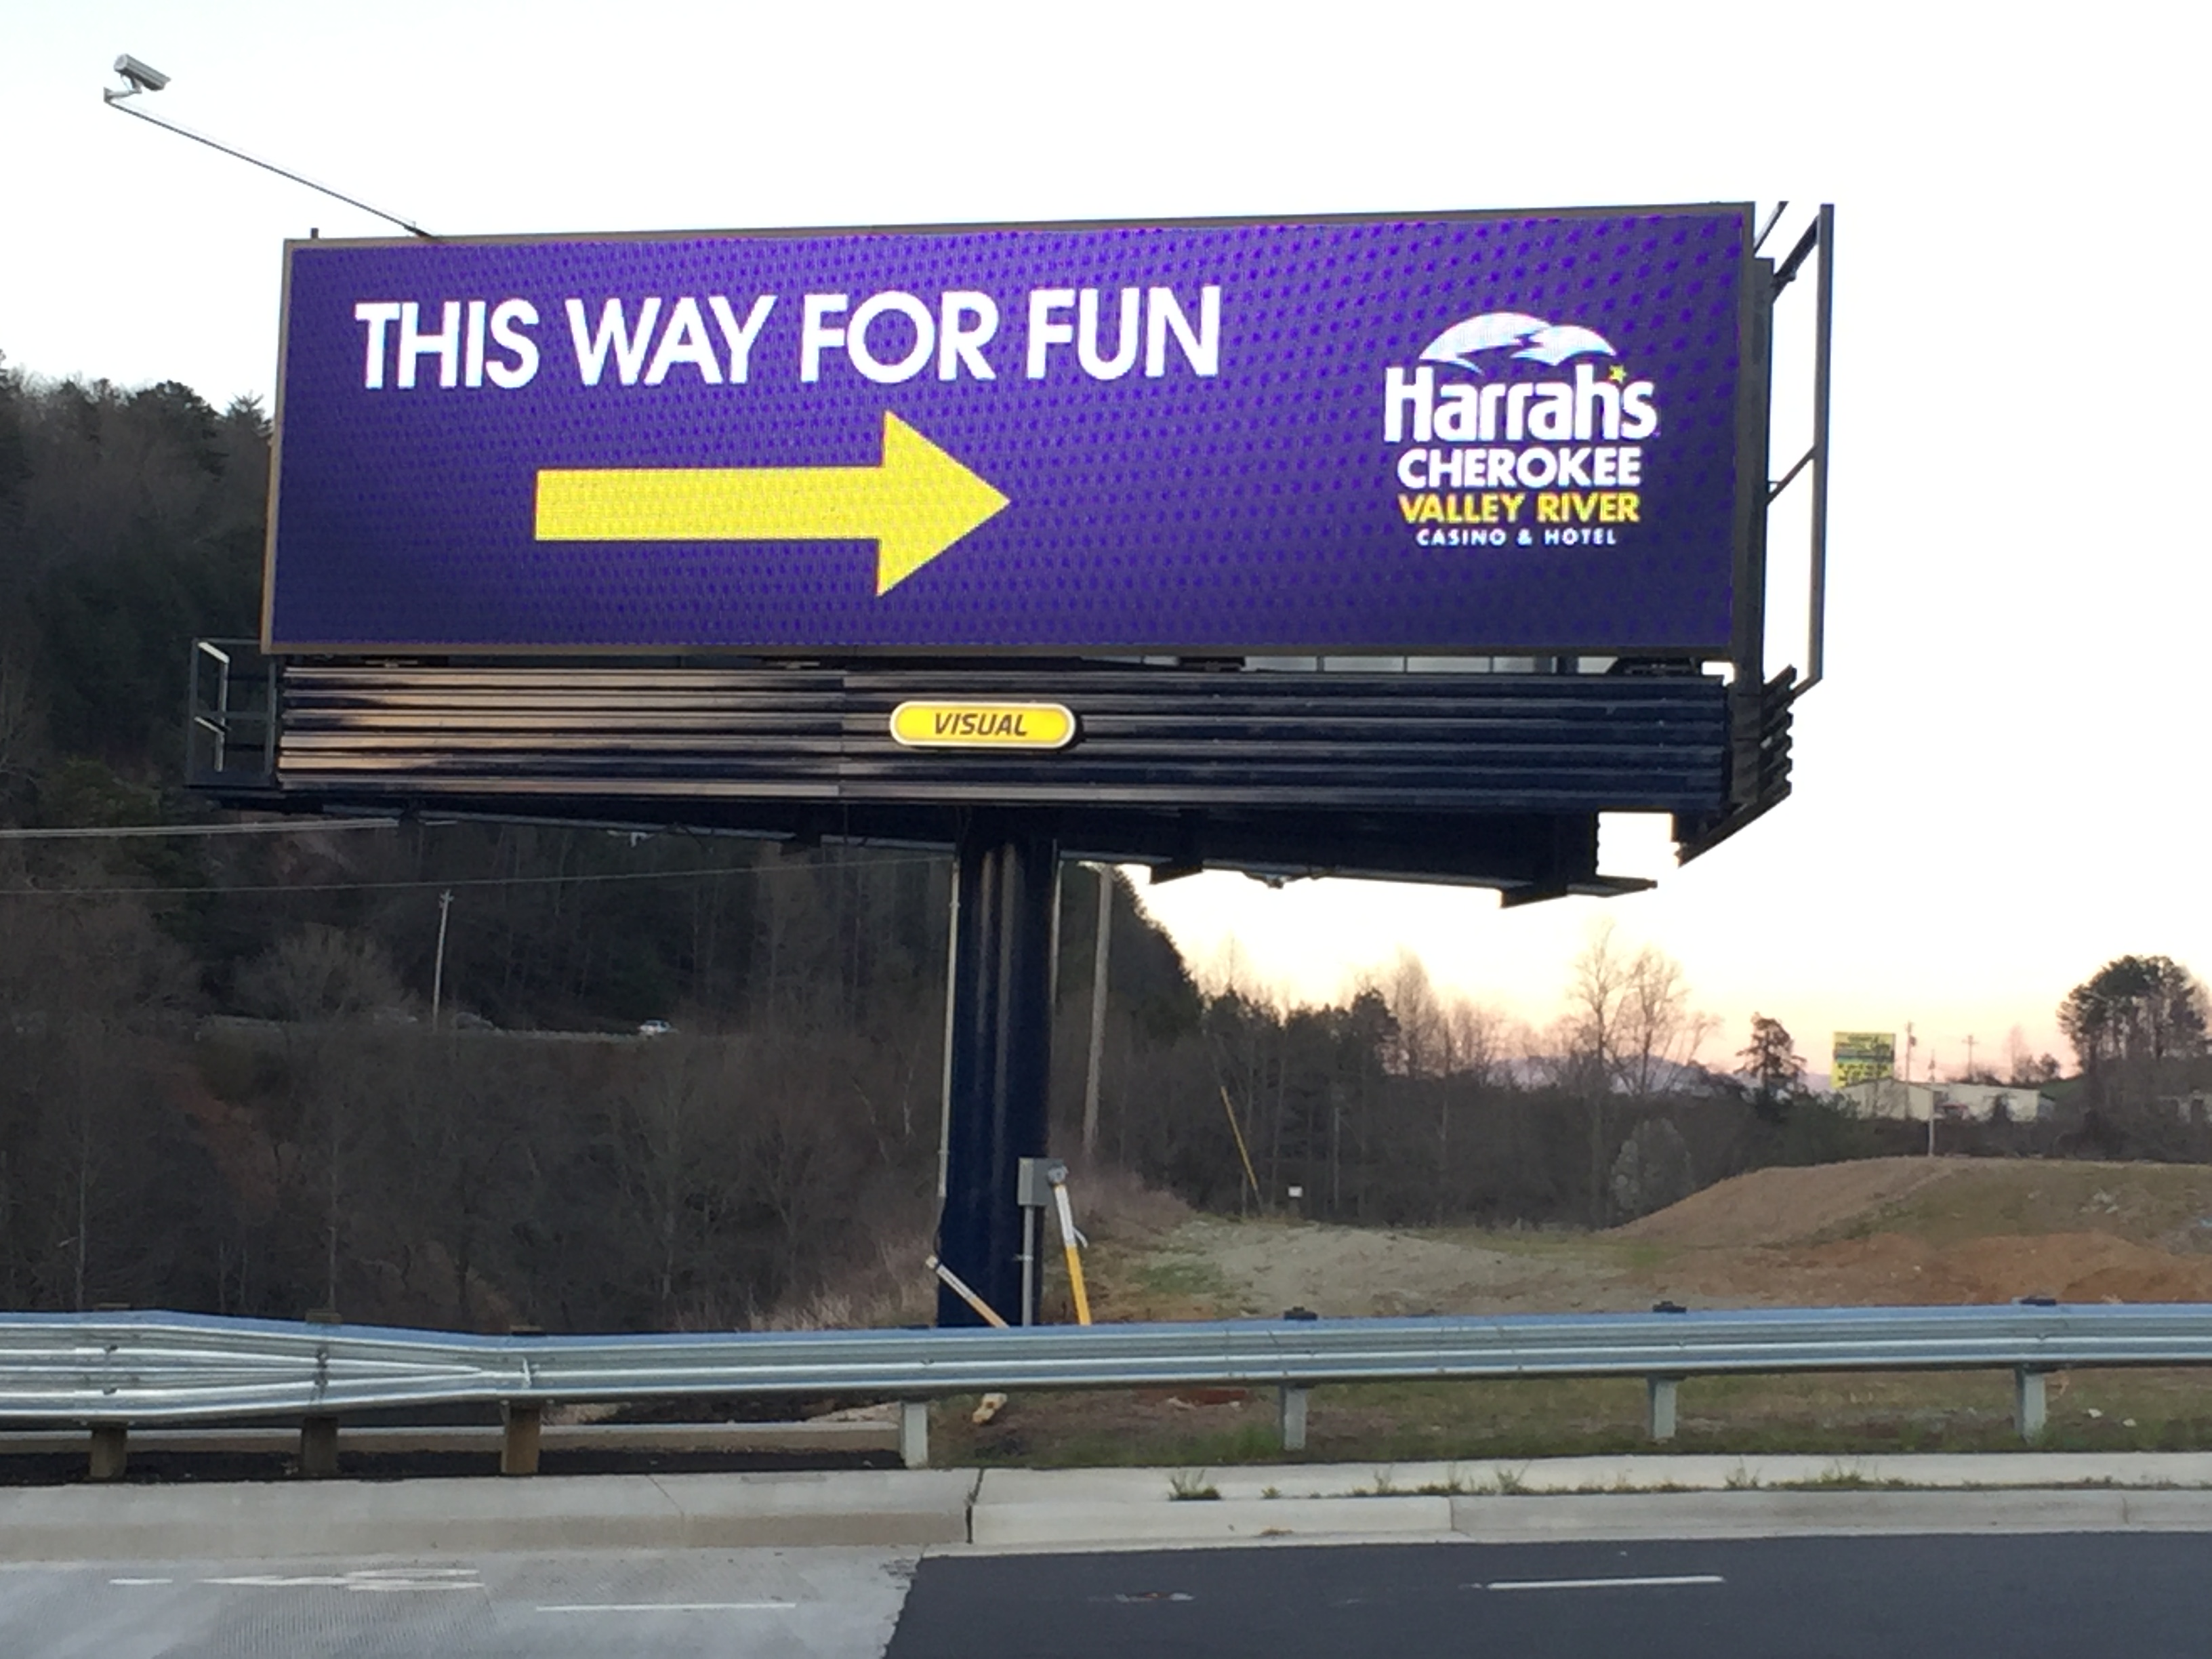 THIS WAY FOR FUN
Harrah's
CHEROKEE
VALLEY RIVER
CASINO & HOTEL
VISUAL